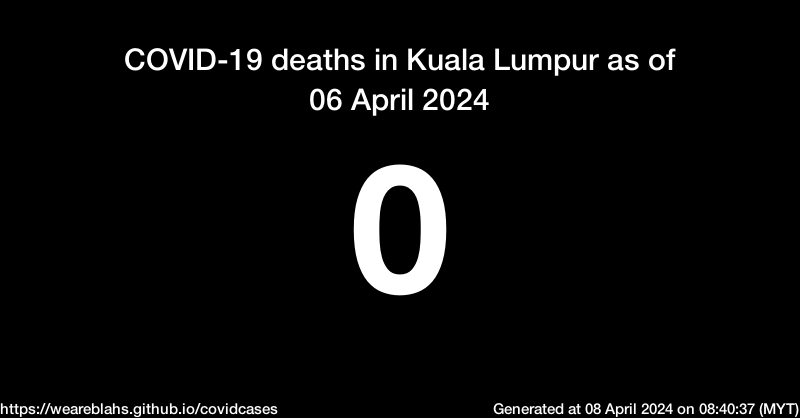 COVID-19 deaths in Kuala Lumpur as of
06 April 2024
0
https://weareblahs.github.io/covidcases
Generated at 08 April 2024 on 08:40:37 (MYT)